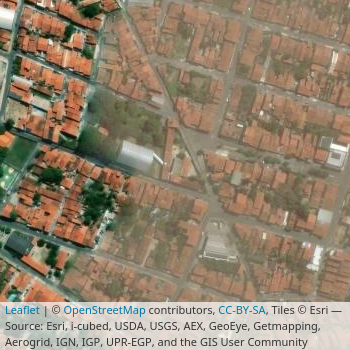 Leaflet | © OpenStreetMap contributors, CC-BY-SA, Tiles © Esri —
Source: Esri, i-cubed, USDA, USGS, AEX, GeoEye, Getmapping,
Aerogrid, IGN, IGP, UPR-EGP, and the GIS User Community